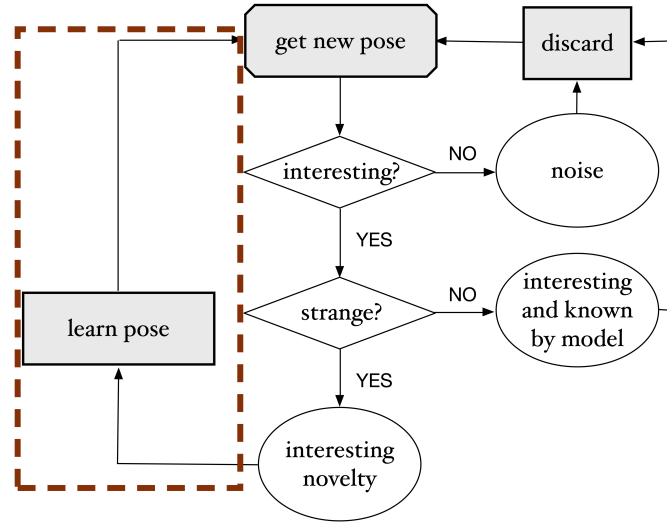 get new pose
discard
interesting?
NO
noise
YES
strange?
NO
interesting
and known
by model
learn pose
YES
interesting
novelty